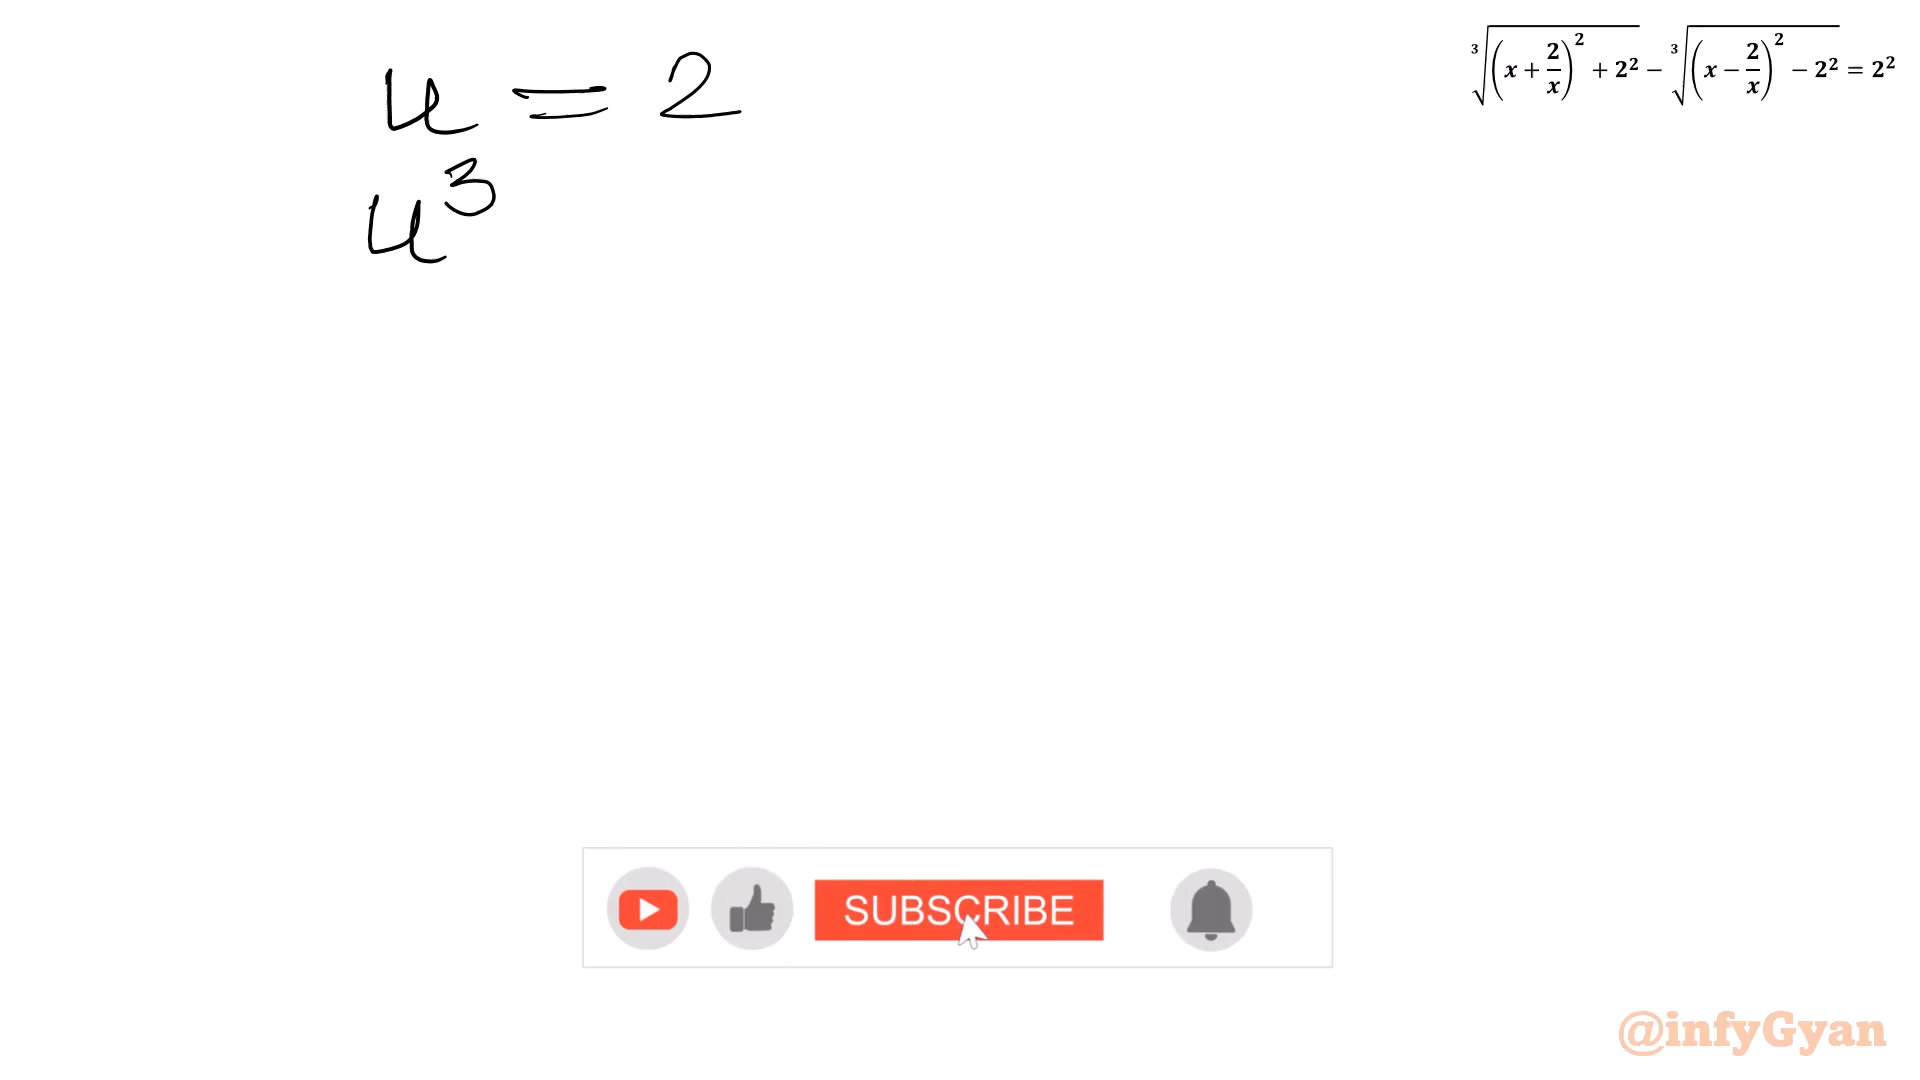 u = 2
u³
∛((x + 2/x)² + 2²) − ∛((x − 2/x)² − 2²) = 2²
SUBSCRIBE
@infyGyan